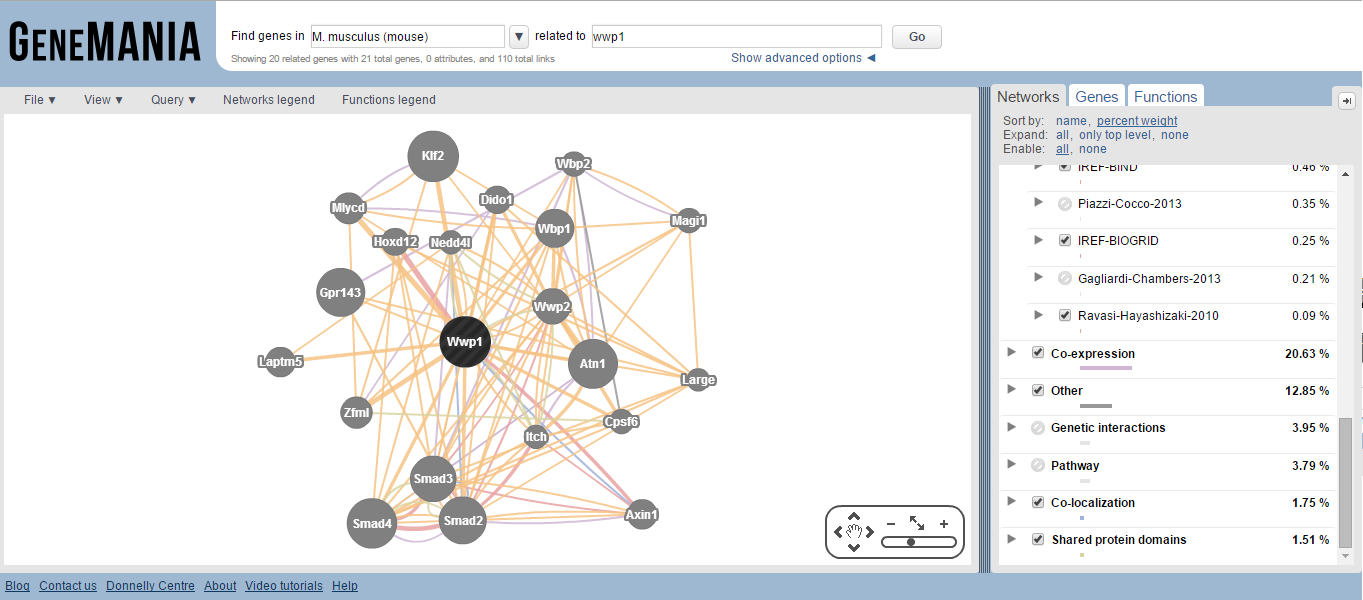 GENEMANIA
Find genes in M. musculus (mouse) ▼ related to wwp1 Go
Showing 20 related genes with 21 total genes, 0 attributes, and 110 total links
Show advanced options ◀
File ▼ View ▼ Query ▼ Networks legend Functions legend
Klf2
Wbp2
Dido1
Mlycd
Magi1
Wbp1
Hoxd12
Nedd4l
Gpr143
Wwp2
Wwp1
Laptm5
Atn1
Large
Zfml
Cpsf6
Itch
Smad3
Smad4
Smad2
Axin1
Networks Genes Functions
Sort by: name, percent weight
Expand: all, only top level, none
Enable: all, none
IREF-BIND 0.46 %
Piazzi-Cocco-2013 0.35 %
IREF-BIOGRID 0.25 %
Gagliardi-Chambers-2013 0.21 %
Ravasi-Hayashizaki-2010 0.09 %
Co-expression 20.63 %
Other 12.85 %
Genetic interactions 3.95 %
Pathway 3.79 %
Co-localization 1.75 %
Shared protein domains 1.51 %
Blog Contact us Donnelly Centre About Video tutorials Help